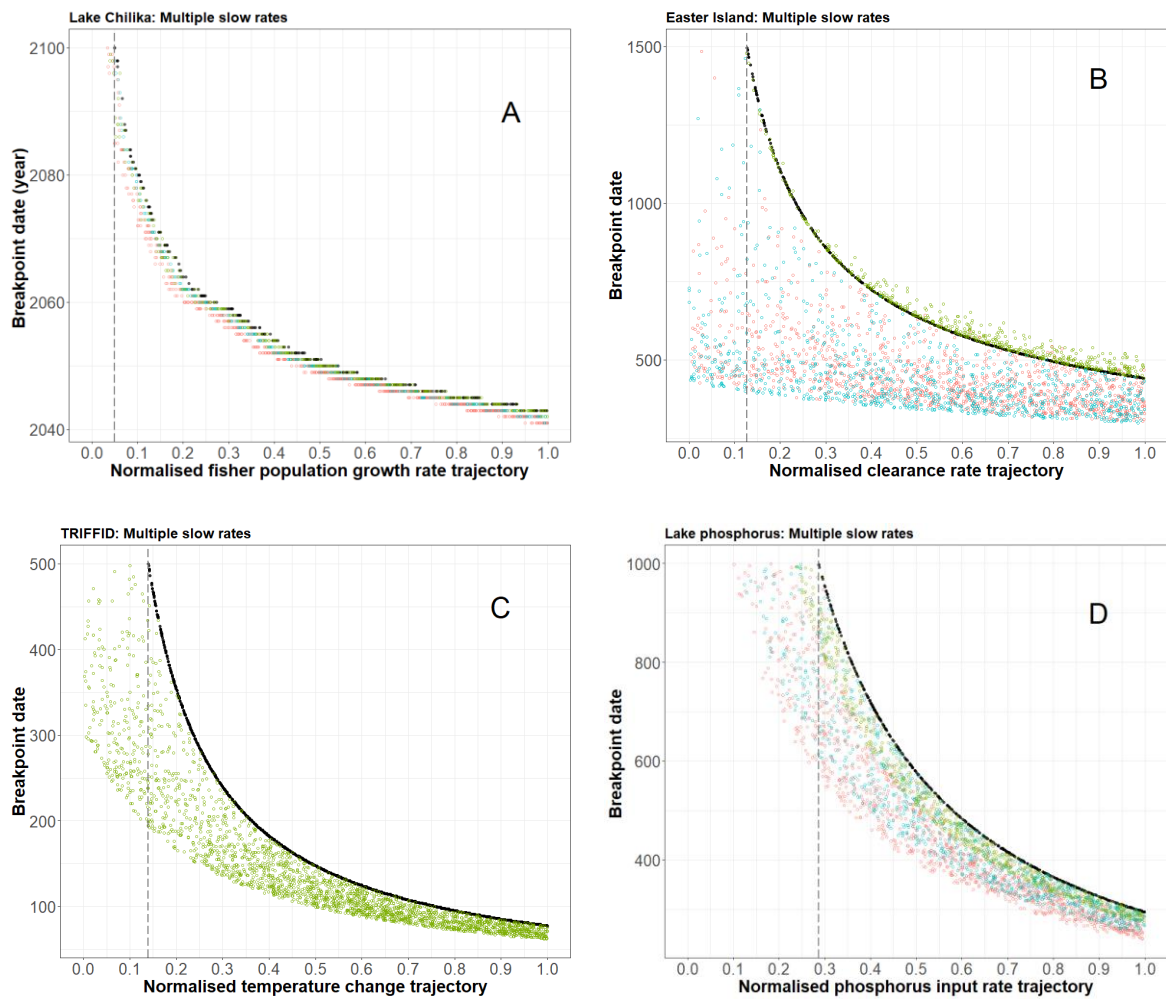 Lake Chilika: Multiple slow rates
A
Breakpoint date (year)
2100
2080
2060
2040
0.0 0.1 0.2 0.3 0.4 0.5 0.6 0.7 0.8 0.9 1.0
Normalised fisher population growth rate trajectory
Easter Island: Multiple slow rates
B
Breakpoint date
1500
1000
500
0.0 0.1 0.2 0.3 0.4 0.5 0.6 0.7 0.8 0.9 1.0
Normalised clearance rate trajectory
TRIFFID: Multiple slow rates
C
Breakpoint date
500
400
300
200
100
0.0 0.1 0.2 0.3 0.4 0.5 0.6 0.7 0.8 0.9 1.0
Normalised temperature change trajectory
Lake phosphorus: Multiple slow rates
D
Breakpoint date
1000
800
600
400
0.0 0.1 0.2 0.3 0.4 0.5 0.6 0.7 0.8 0.9 1.0
Normalised phosphorus input rate trajectory